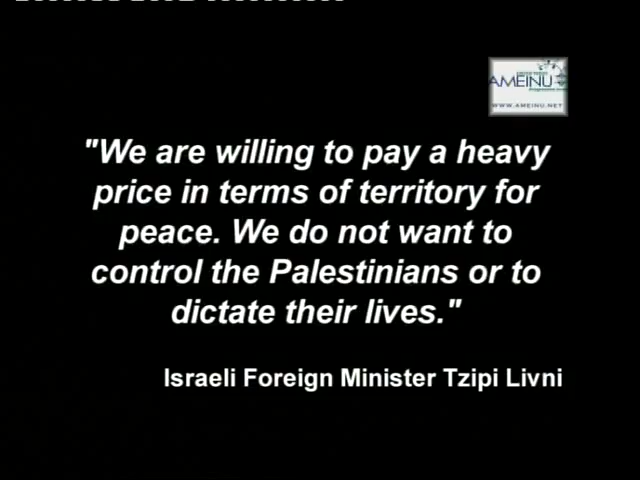 AMEINU
WWW.AMEINU.NET
"We are willing to pay a heavy
price in terms of territory for
peace. We do not want to
control the Palestinians or to
dictate their lives."
Israeli Foreign Minister Tzipi Livni